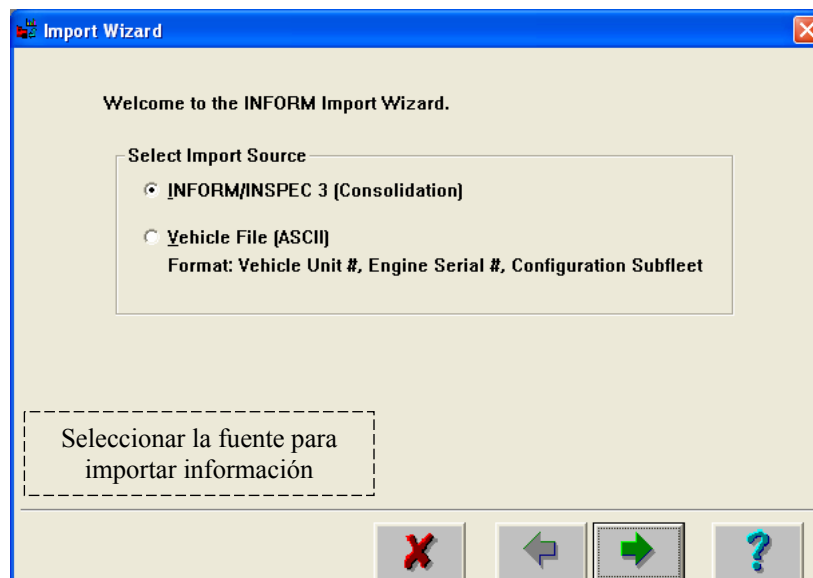 Import Wizard
Welcome to the INFORM Import Wizard.
Select Import Source
INFORM/INSPEC 3 (Consolidation)
Vehicle File (ASCII)
Format: Vehicle Unit #, Engine Serial #, Configuration Subfleet
Seleccionar la fuente para
importar información